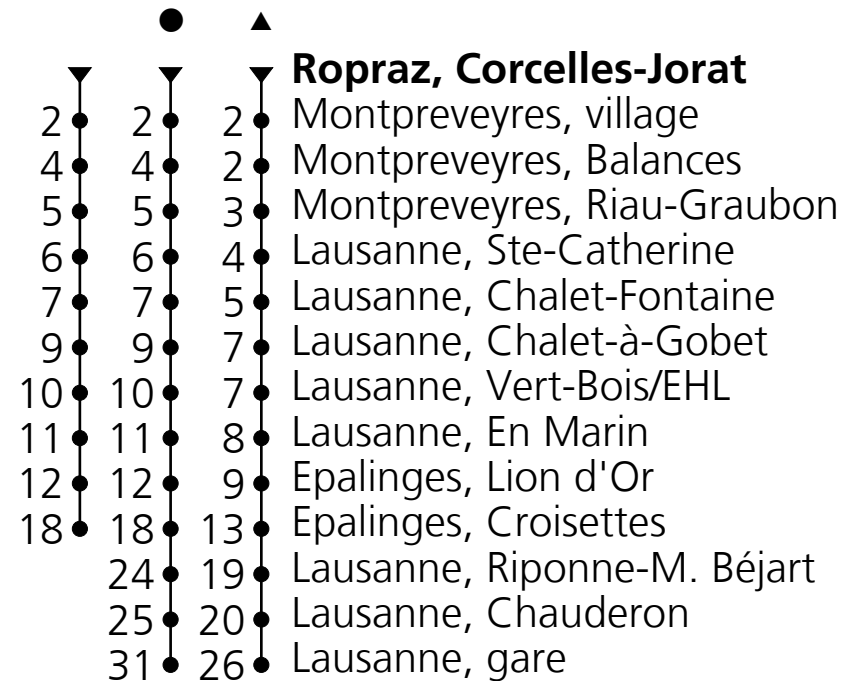 ● ▲
Ropraz, Corcelles-Jorat
2 2 2 Montpreveyres, village
4 4 2 Montpreveyres, Balances
5 5 3 Montpreveyres, Riau-Graubon
6 6 4 Lausanne, Ste-Catherine
7 7 5 Lausanne, Chalet-Fontaine
9 9 7 Lausanne, Chalet-à-Gobet
10 10 7 Lausanne, Vert-Bois/EHL
11 11 8 Lausanne, En Marin
12 12 9 Epalinges, Lion d'Or
18 18 13 Epalinges, Croisettes
24 19 Lausanne, Riponne-M. Béjart
25 20 Lausanne, Chauderon
31 26 Lausanne, gare